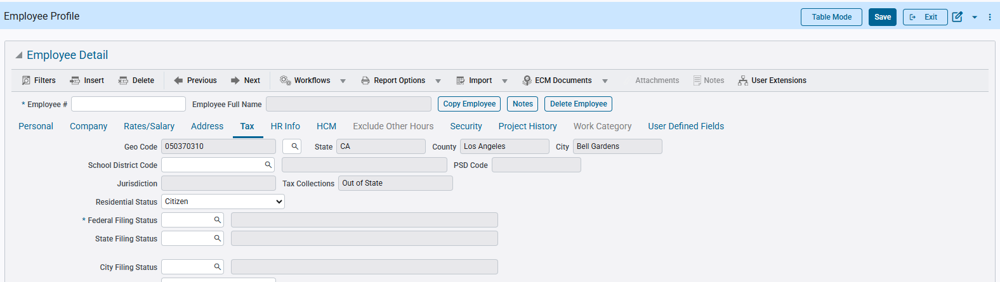 Employee Profile
Table Mode
Save
Exit
Employee Detail
Filters Insert Delete Previous Next Workflows Report Options Import ECM Documents Attachments Notes User Extensions
* Employee # Employee Full Name Copy Employee Notes Delete Employee
Personal Company Rates/Salary Address Tax HR Info HCM Exclude Other Hours Security Project History Work Category User Defined Fields
Geo Code 050370310 State CA County Los Angeles City Bell Gardens
School District Code PSD Code
Jurisdiction Tax Collections Out of State
Residential Status Citizen
* Federal Filing Status
State Filing Status
City Filing Status